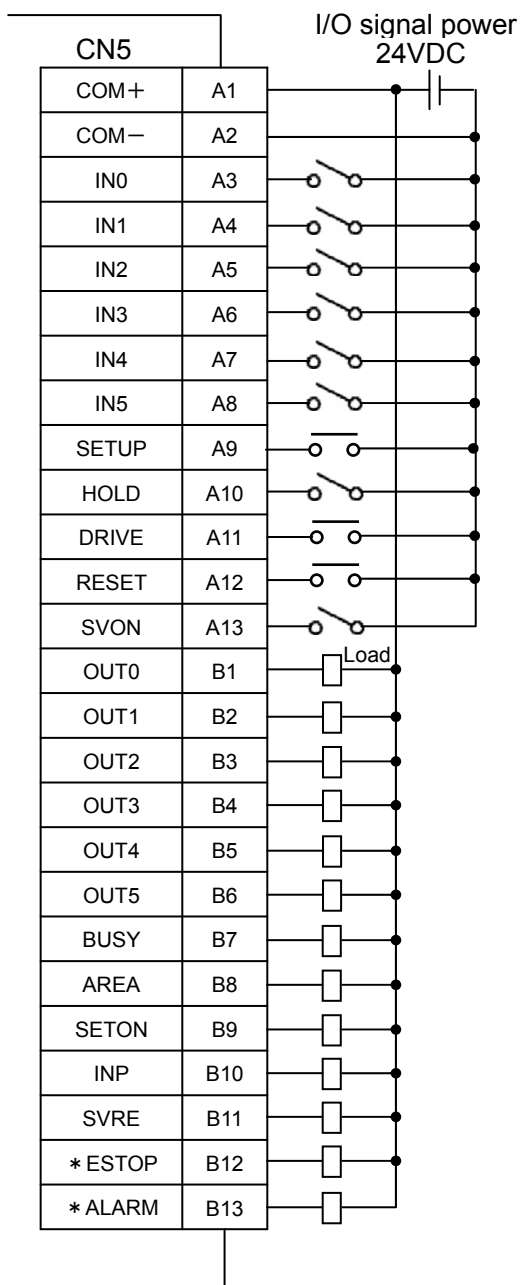 I/O signal power
24VDC
CN5
COM+ A1
COM− A2
IN0 A3
IN1 A4
IN2 A5
IN3 A6
IN4 A7
IN5 A8
SETUP A9
HOLD A10
DRIVE A11
RESET A12
SVON A13
Load
OUT0 B1
OUT1 B2
OUT2 B3
OUT3 B4
OUT4 B5
OUT5 B6
BUSY B7
AREA B8
SETON B9
INP B10
SVRE B11
*ESTOP B12
*ALARM B13